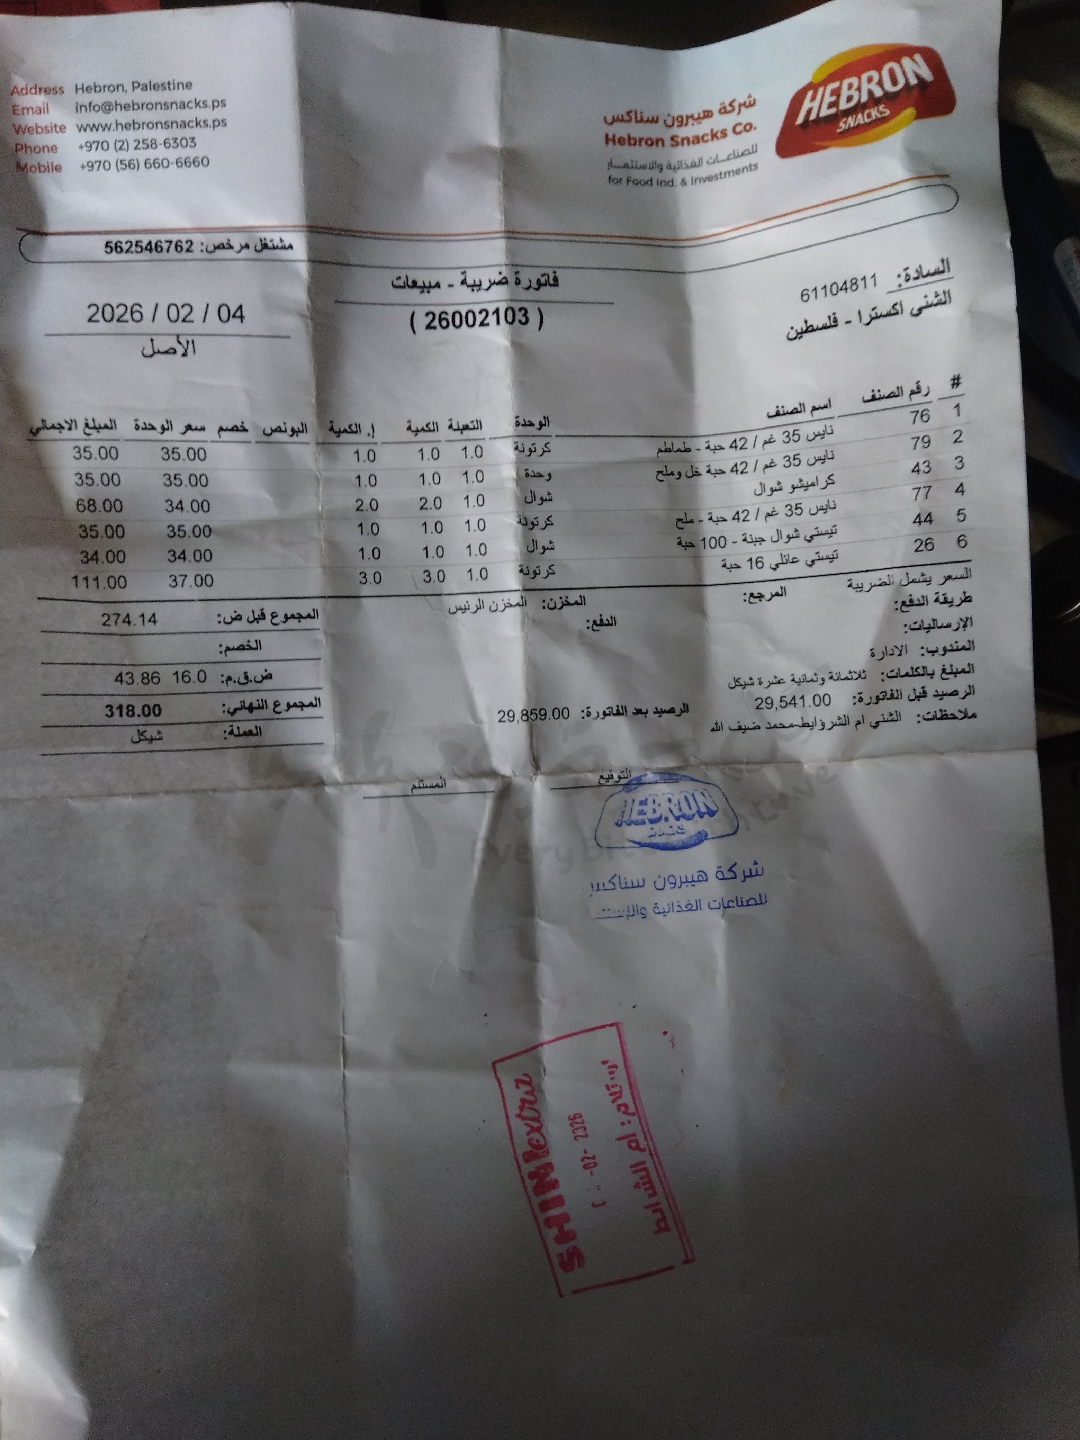 Address Hebron, Palestine
Email info@hebronsnacks.ps
Website www.hebronsnacks.ps
Phone +970 (2) 258-6303
Mobile +970 (56) 660-6660
HEBRON
SNACKS
شركة هيبرون سناكس
Hebron Snacks Co.
للصناعات الغذائية والاستثمار
for Food Ind. & Investments
مشتغل مرخص: 562546762
السادة: 61104811
الشني اكسترا - فلسطين
فاتورة ضريبة - مبيعات
( 26002103 )
2026 / 02 / 04
الأصل
# رقم الصنف اسم الصنف الوحدة التعبئة الكمية إ. الكمية البونص خصم سعر الوحدة المبلغ الاجمالي
1 76 نايس 35 غم / 42 حبة - طماطم كرتونة 1.0 1.0 1.0 35.00 35.00
2 79 نايس 35 غم / 42 حبة خل وملح وحدة 1.0 1.0 1.0 35.00 35.00
3 43 كراميشو شوال شوال 1.0 2.0 2.0 34.00 68.00
4 77 نايس 35 غم / 42 حبة - ملح كرتونة 1.0 1.0 1.0 35.00 35.00
5 44 تيستي شوال جبنة - 100 حبة شوال 1.0 1.0 1.0 34.00 34.00
6 26 تيستي عائلي 16 حبة كرتونة 1.0 3.0 3.0 37.00 111.00
السعر يشمل الضريبة
طريقة الدفع: المرجع: المخزن: المخزن الرئيس
الدفع:
الإرساليات:
المندوب: الادارة
المبلغ بالكلمات: ثلاثمائة وثمانية عشرة شيكل
الرصيد قبل الفاتورة: 29,541.00 الرصيد بعد الفاتورة: 29,859.00
ملاحظات: الشني ام الشرؤايط-محمد ضيف الله
المجموع قبل ض: 274.14
الخصم:
ض.ق.م: 16.0 43.86
المجموع النهائي: 318.00
العملة: شيكل
التوقيع
المستلم
HEBRON
شركة هيبرون سناكس
للصناعات الغذائية
SHINI extra
-02- 2026
ام الشرايط